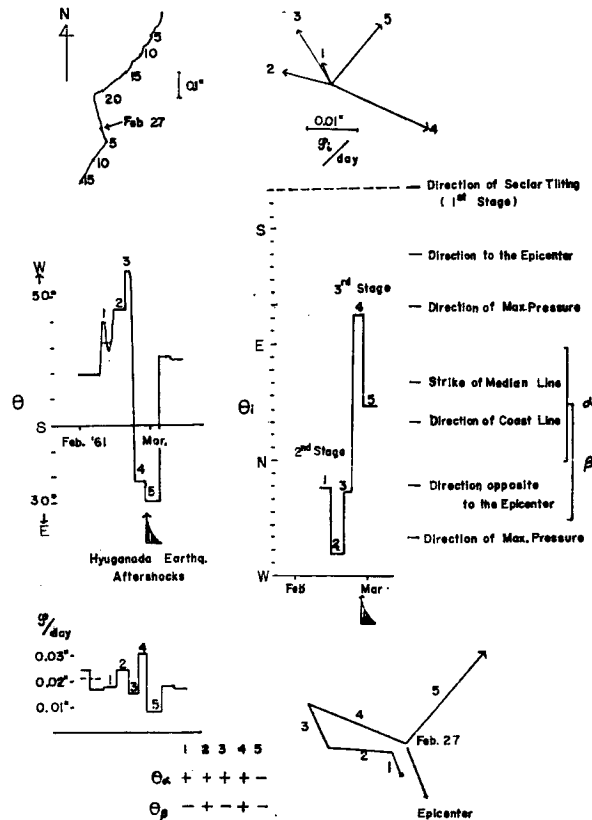 N
5
10
15
20
0.1"
Feb 27
5
10
15
3
5
1
2
4
0.01"
φi/day
Direction of Seclar Tliting
( 1st Stage)
S
Direction to the Epicenter
3rd Stage
4
Direction of Max. Pressure
E
Strike of Median Line
α
θi
5
Direction of Coast Line
2nd Stage
N
β
1
3
Direction opposite
to the Epicenter
2
Direction of Max. Pressure
W
Feb
Mar
W
3
50°
2
1
θ
S
Feb. '61
Mar.
4
5
30°
E
Hyuganada Earthq.
Aftershocks
φ/day
0.03"
0.02"
0.01"
1
2
3
4
5
1 2 3 4 5
θα + + + + −
θβ − + − + −
5
4
3
Feb. 27
2
1
Epicenter